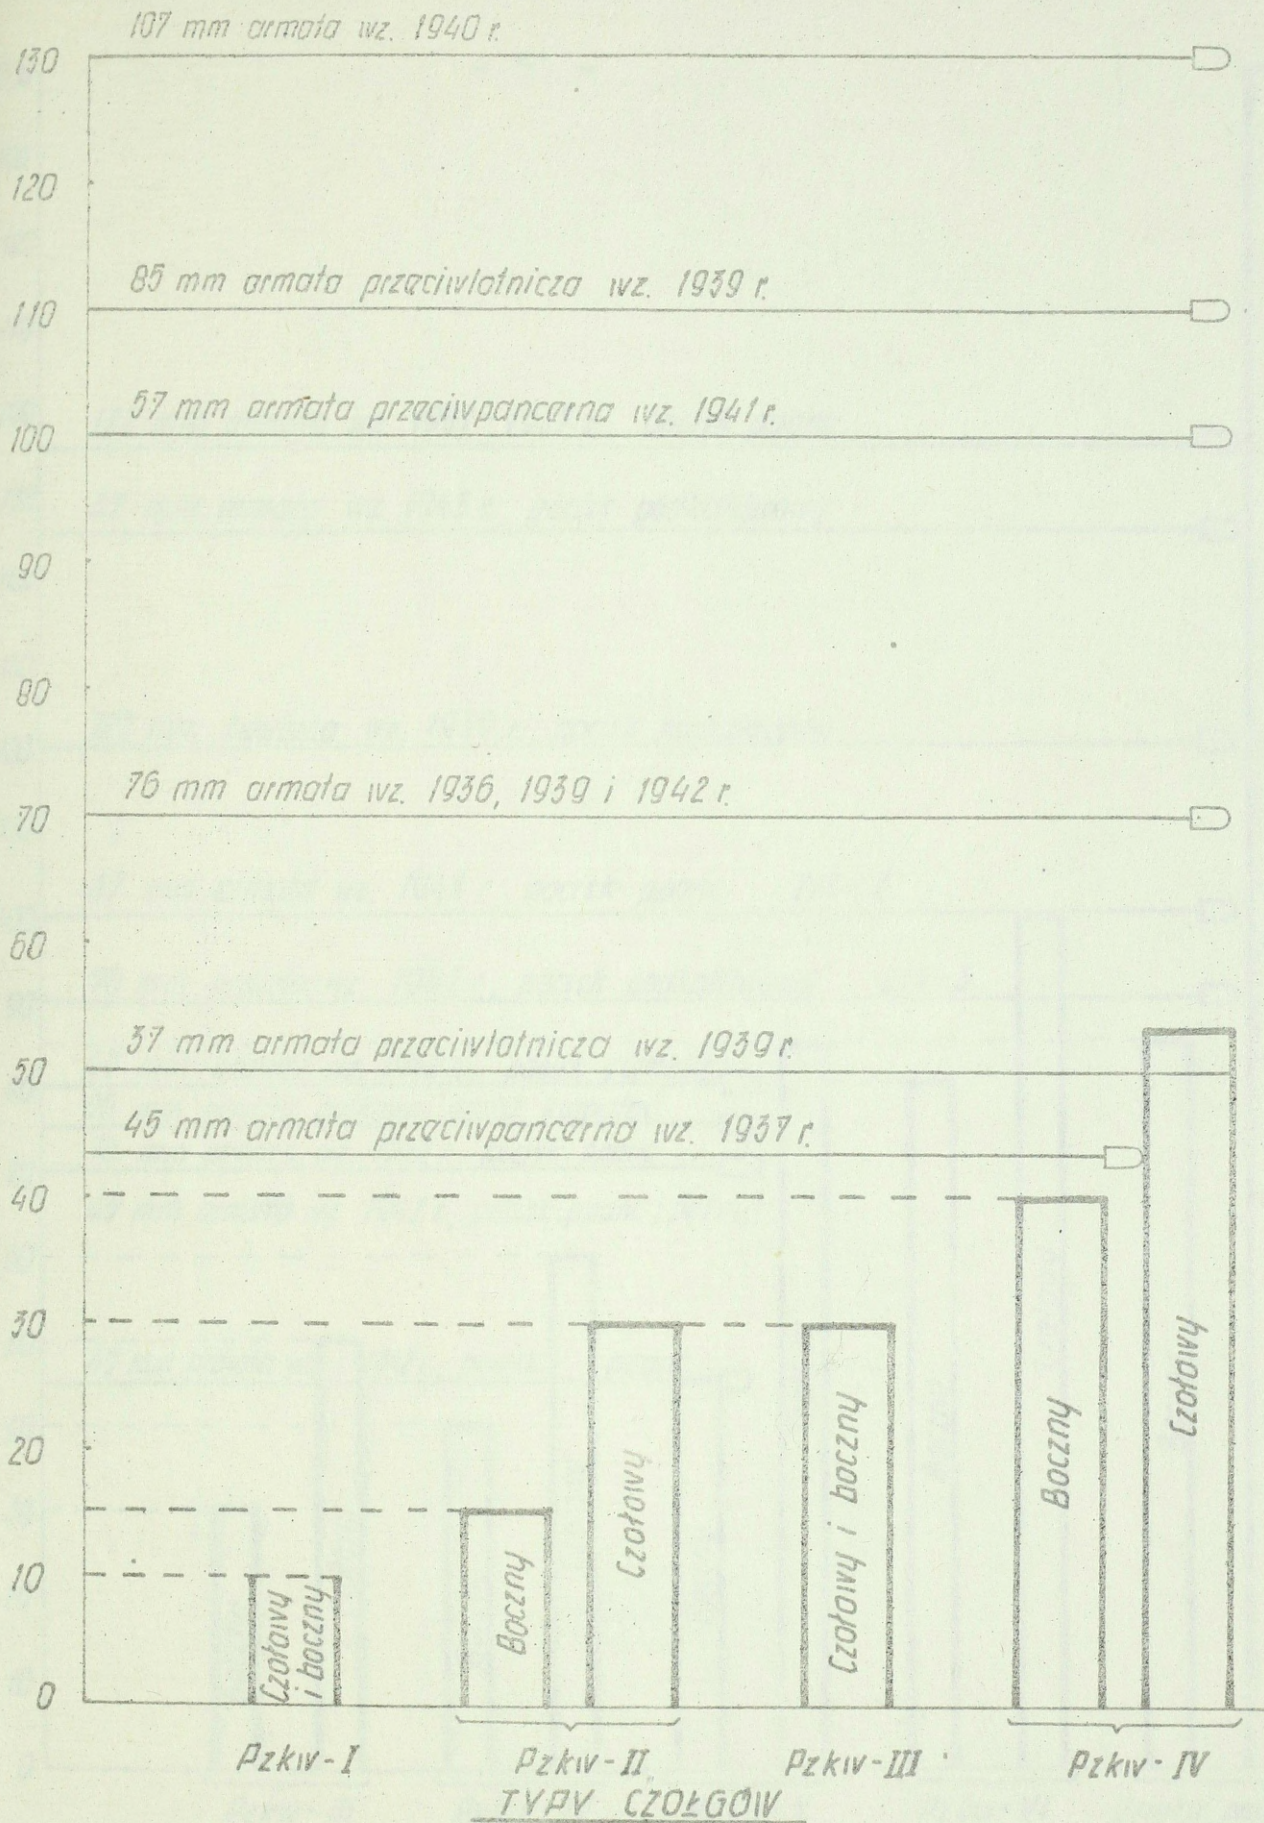 107 mm armata wz. 1940 r.
130
120
85 mm armata przeciwlotnicza wz. 1939 r.
110
57 mm armata przeciwpancerna wz. 1941 r.
100
90
80
76 mm armata wz. 1936, 1939 i 1942 r.
70
60
37 mm armata przeciwlotnicza wz. 1939 r.
50
45 mm armata przeciwpancerna wz. 1937 r.
40
30
20
10
0
Czołowy
i boczny
Boczny
Czołowy
Czołowy i boczny
Boczny
Czołowy
Pzkw-I
Pzkw-II
Pzkw-III
Pzkw-IV
TYPY CZOŁGÓW